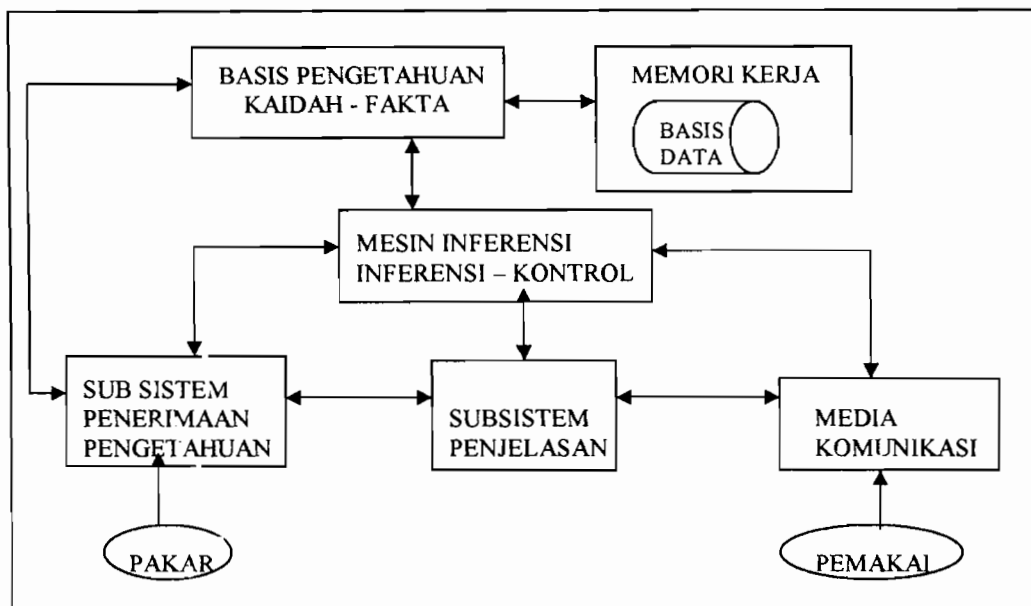 BASIS PENGETAHUAN
KAIDAH - FAKTA
MEMORI KERJA
BASIS
DATA
MESIN INFERENSI
INFERENSI – KONTROL
SUB SISTEM
PENERIMAAN
PENGETAHUAN
SUBSISTEM
PENJELASAN
MEDIA
KOMUNIKASI
PAKAR
PEMAKAI